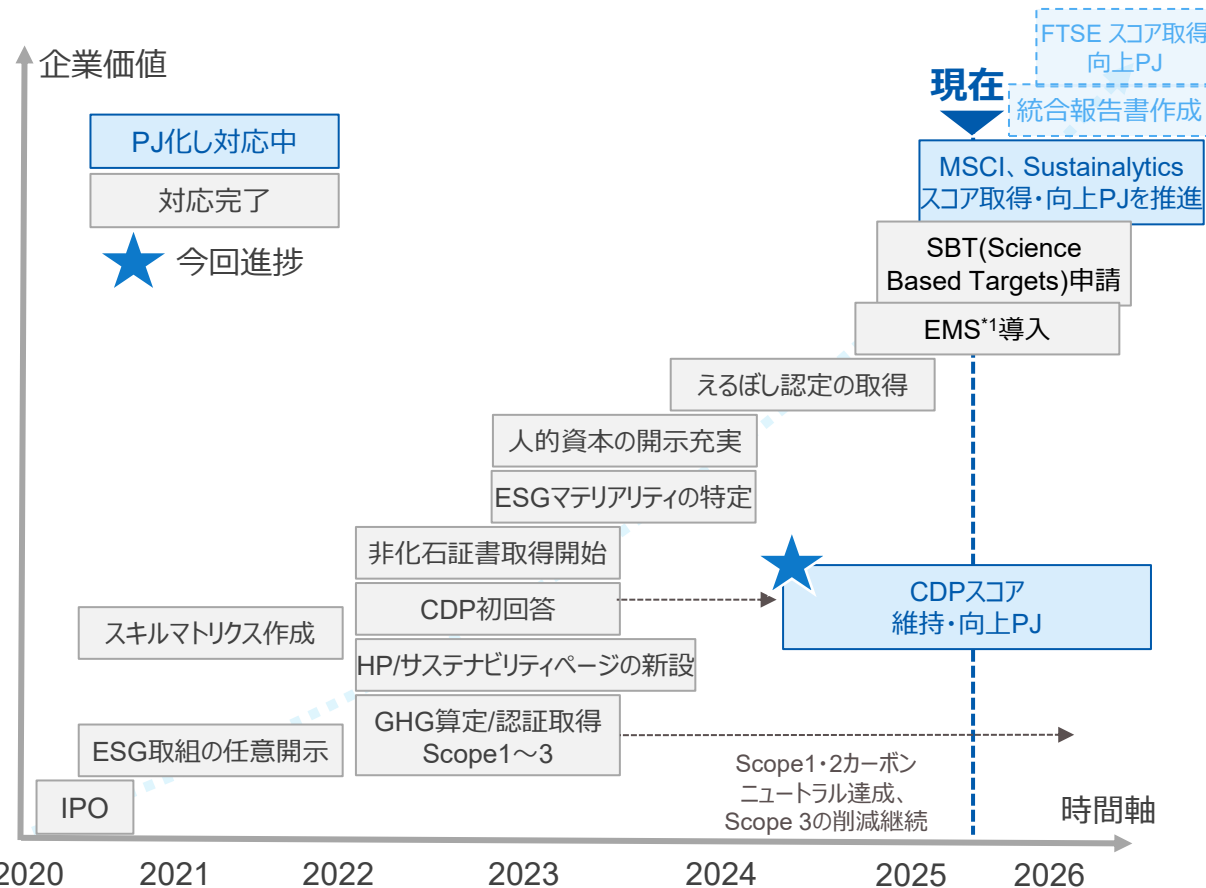 企業価値
PJ化し対応中
対応完了
今回進捗
FTSE スコア取得
向上PJ
現在
統合報告書作成
MSCI、Sustainalytics
スコア取得・向上PJを推進
SBT(Science
Based Targets)申請
EMS*1導入
えるぼし認定の取得
人的資本の開示充実
ESGマテリアリティの特定
非化石証書取得開始
CDP初回答
CDPスコア
維持・向上PJ
スキルマトリクス作成
HP/サステナビリティページの新設
GHG算定/認証取得
Scope1～3
ESG取組の任意開示
Scope1・2カーボン
ニュートラル達成、
Scope 3の削減継続
IPO
時間軸
2020 2021 2022 2023 2024 2025 2026